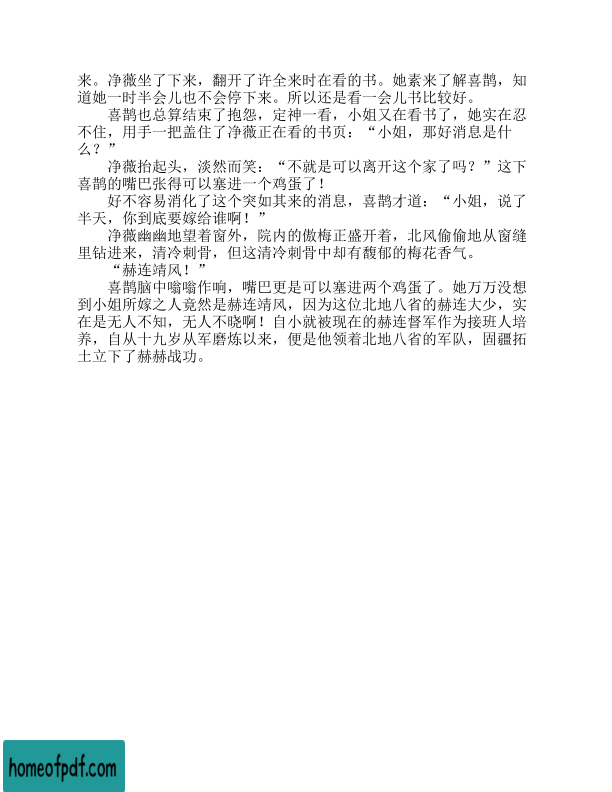 来。净薇坐了下来，翻开了许全来时在看的书。她素来了解喜鹊，知
道她一时半会儿也不会停下来。所以还是看一会儿书比较好。
喜鹊也总算结束了抱怨，定神一看，小姐又在看书了，她实在忍
不住，用手一把盖住了净薇正在看的书页：“小姐，那好消息是什
么？”
净薇抬起头，淡然而笑：“不就是可以离开这个家了吗？”这下
喜鹊的嘴巴张得可以塞进一个鸡蛋了！
好不容易消化了这个突如其来的消息，喜鹊才道：“小姐，说了
半天，你到底要嫁给谁啊！”
净薇幽幽地望着窗外，院内的傲梅正盛开着，北风偷偷地从窗缝
里钻进来，清冷刺骨，但这清冷刺骨中却有馥郁的梅花香气。
“赫连靖风！”
喜鹊脑中嗡嗡作响，嘴巴更是可以塞进两个鸡蛋了。她万万没想
到小姐所嫁之人竟然是赫连靖风，因为这位北地八省的赫连大少，实
在是无人不知，无人不晓啊！自小就被现在的赫连督军作为接班人培
养，自从十九岁从军磨炼以来，便是他领着北地八省的军队，固疆拓
土立下了赫赫战功。
homeofpdf.com